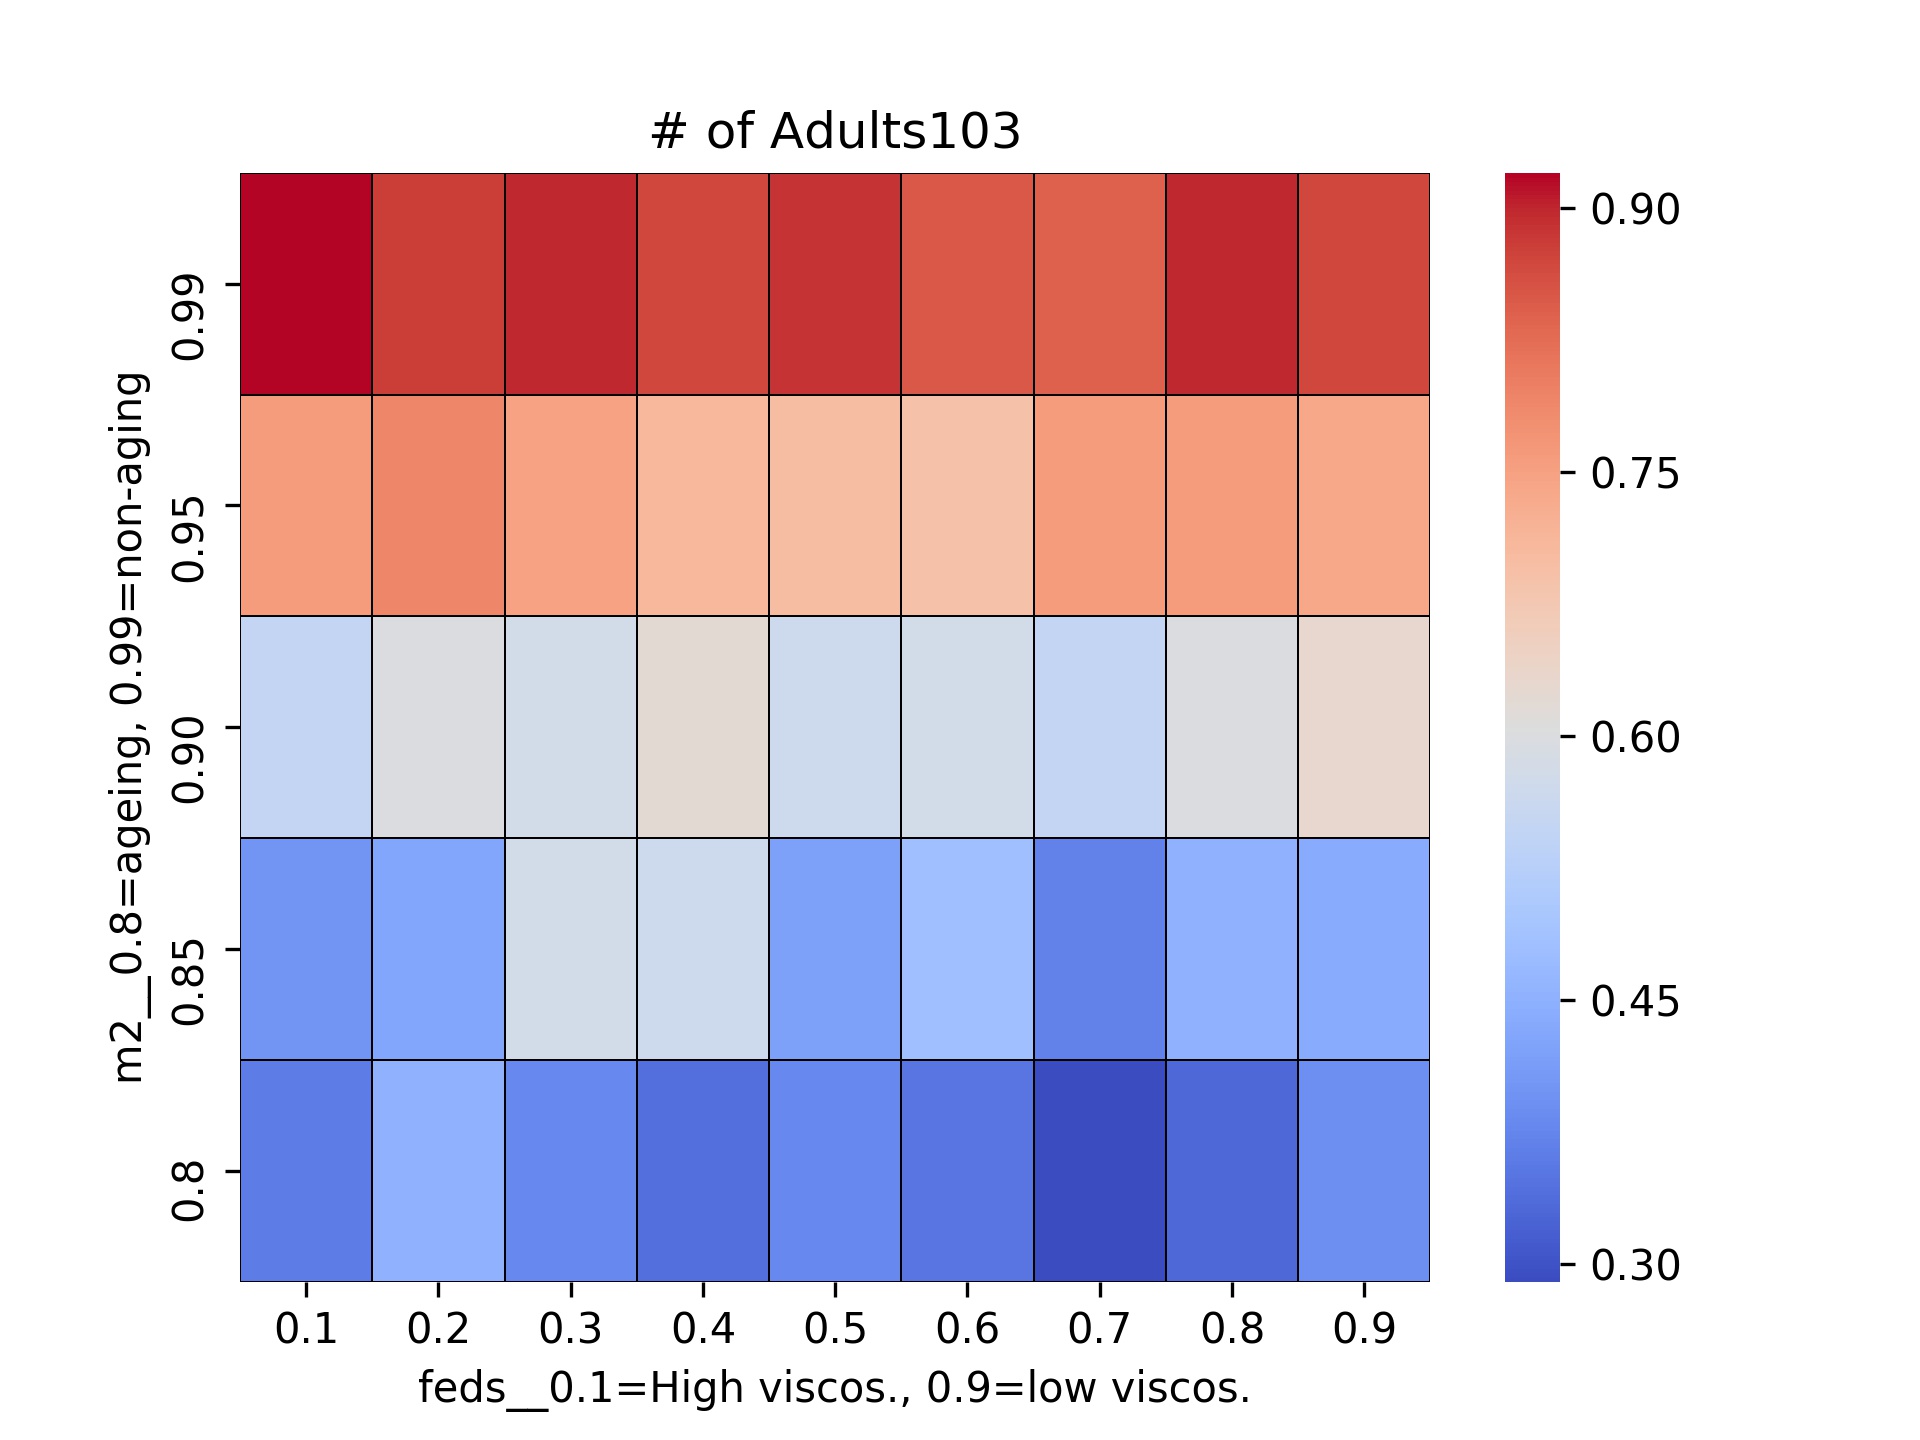 # of Adults103
m2__0.8=ageing, 0.99=non-aging
0.99
0.95
0.90
0.85
0.8
0.1 0.2 0.3 0.4 0.5 0.6 0.7 0.8 0.9
feds__0.1=High viscos., 0.9=low viscos.
0.90
0.75
0.60
0.45
0.30